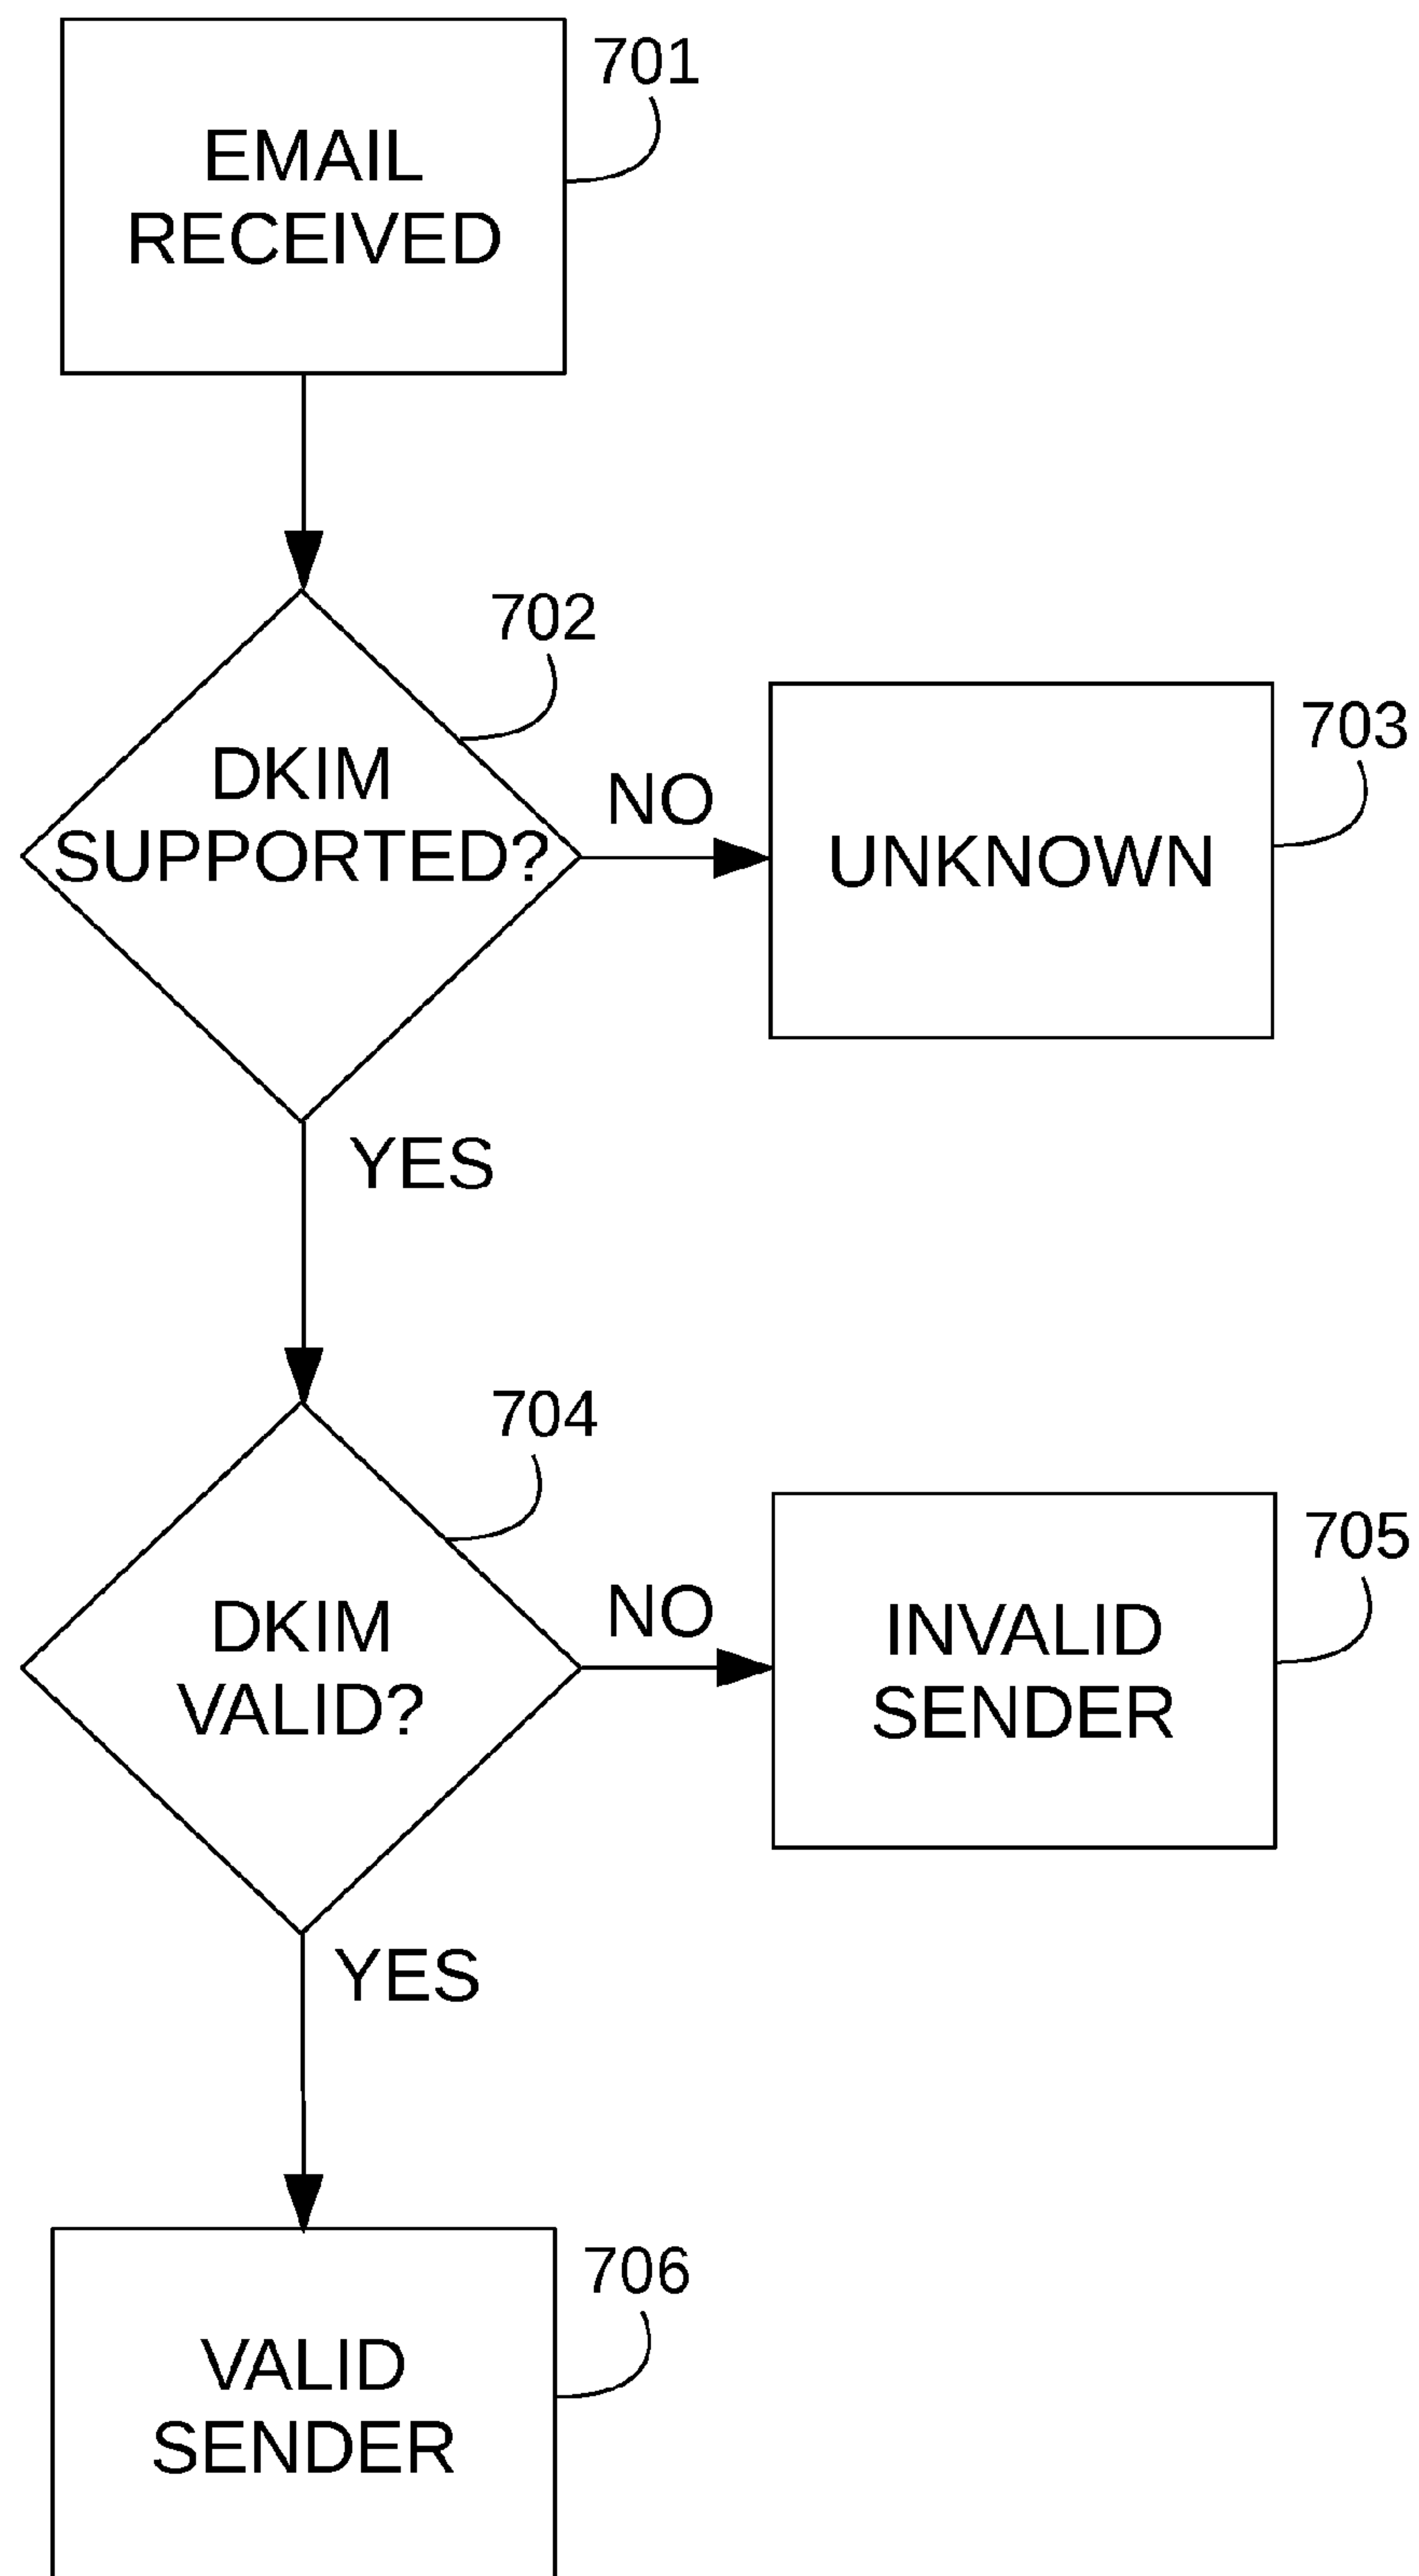 701
EMAIL
RECEIVED
702
DKIM
SUPPORTED?
NO
703
UNKNOWN
YES
704
DKIM
VALID?
NO
705
INVALID
SENDER
YES
706
VALID
SENDER